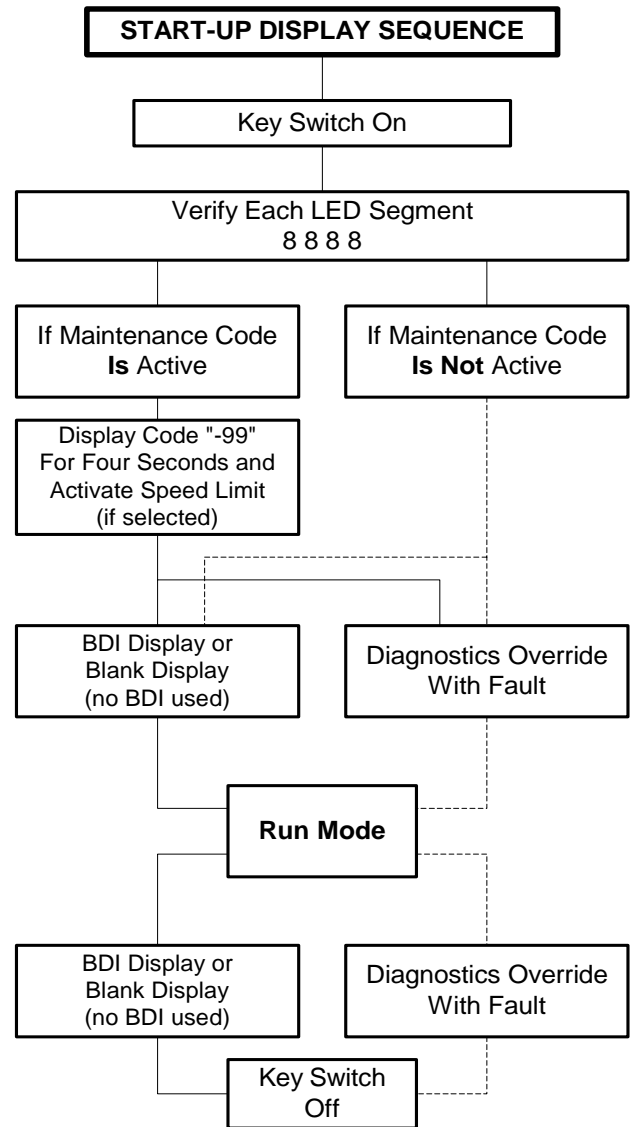 START-UP DISPLAY SEQUENCE
Key Switch On
Verify Each LED Segment
8 8 8 8
If Maintenance Code
Is Active
If Maintenance Code
Is Not Active
Display Code "-99"
For Four Seconds and
Activate Speed Limit
(if selected)
BDI Display or
Blank Display
(no BDI used)
Diagnostics Override
With Fault
Run Mode
BDI Display or
Blank Display
(no BDI used)
Diagnostics Override
With Fault
Key Switch
Off